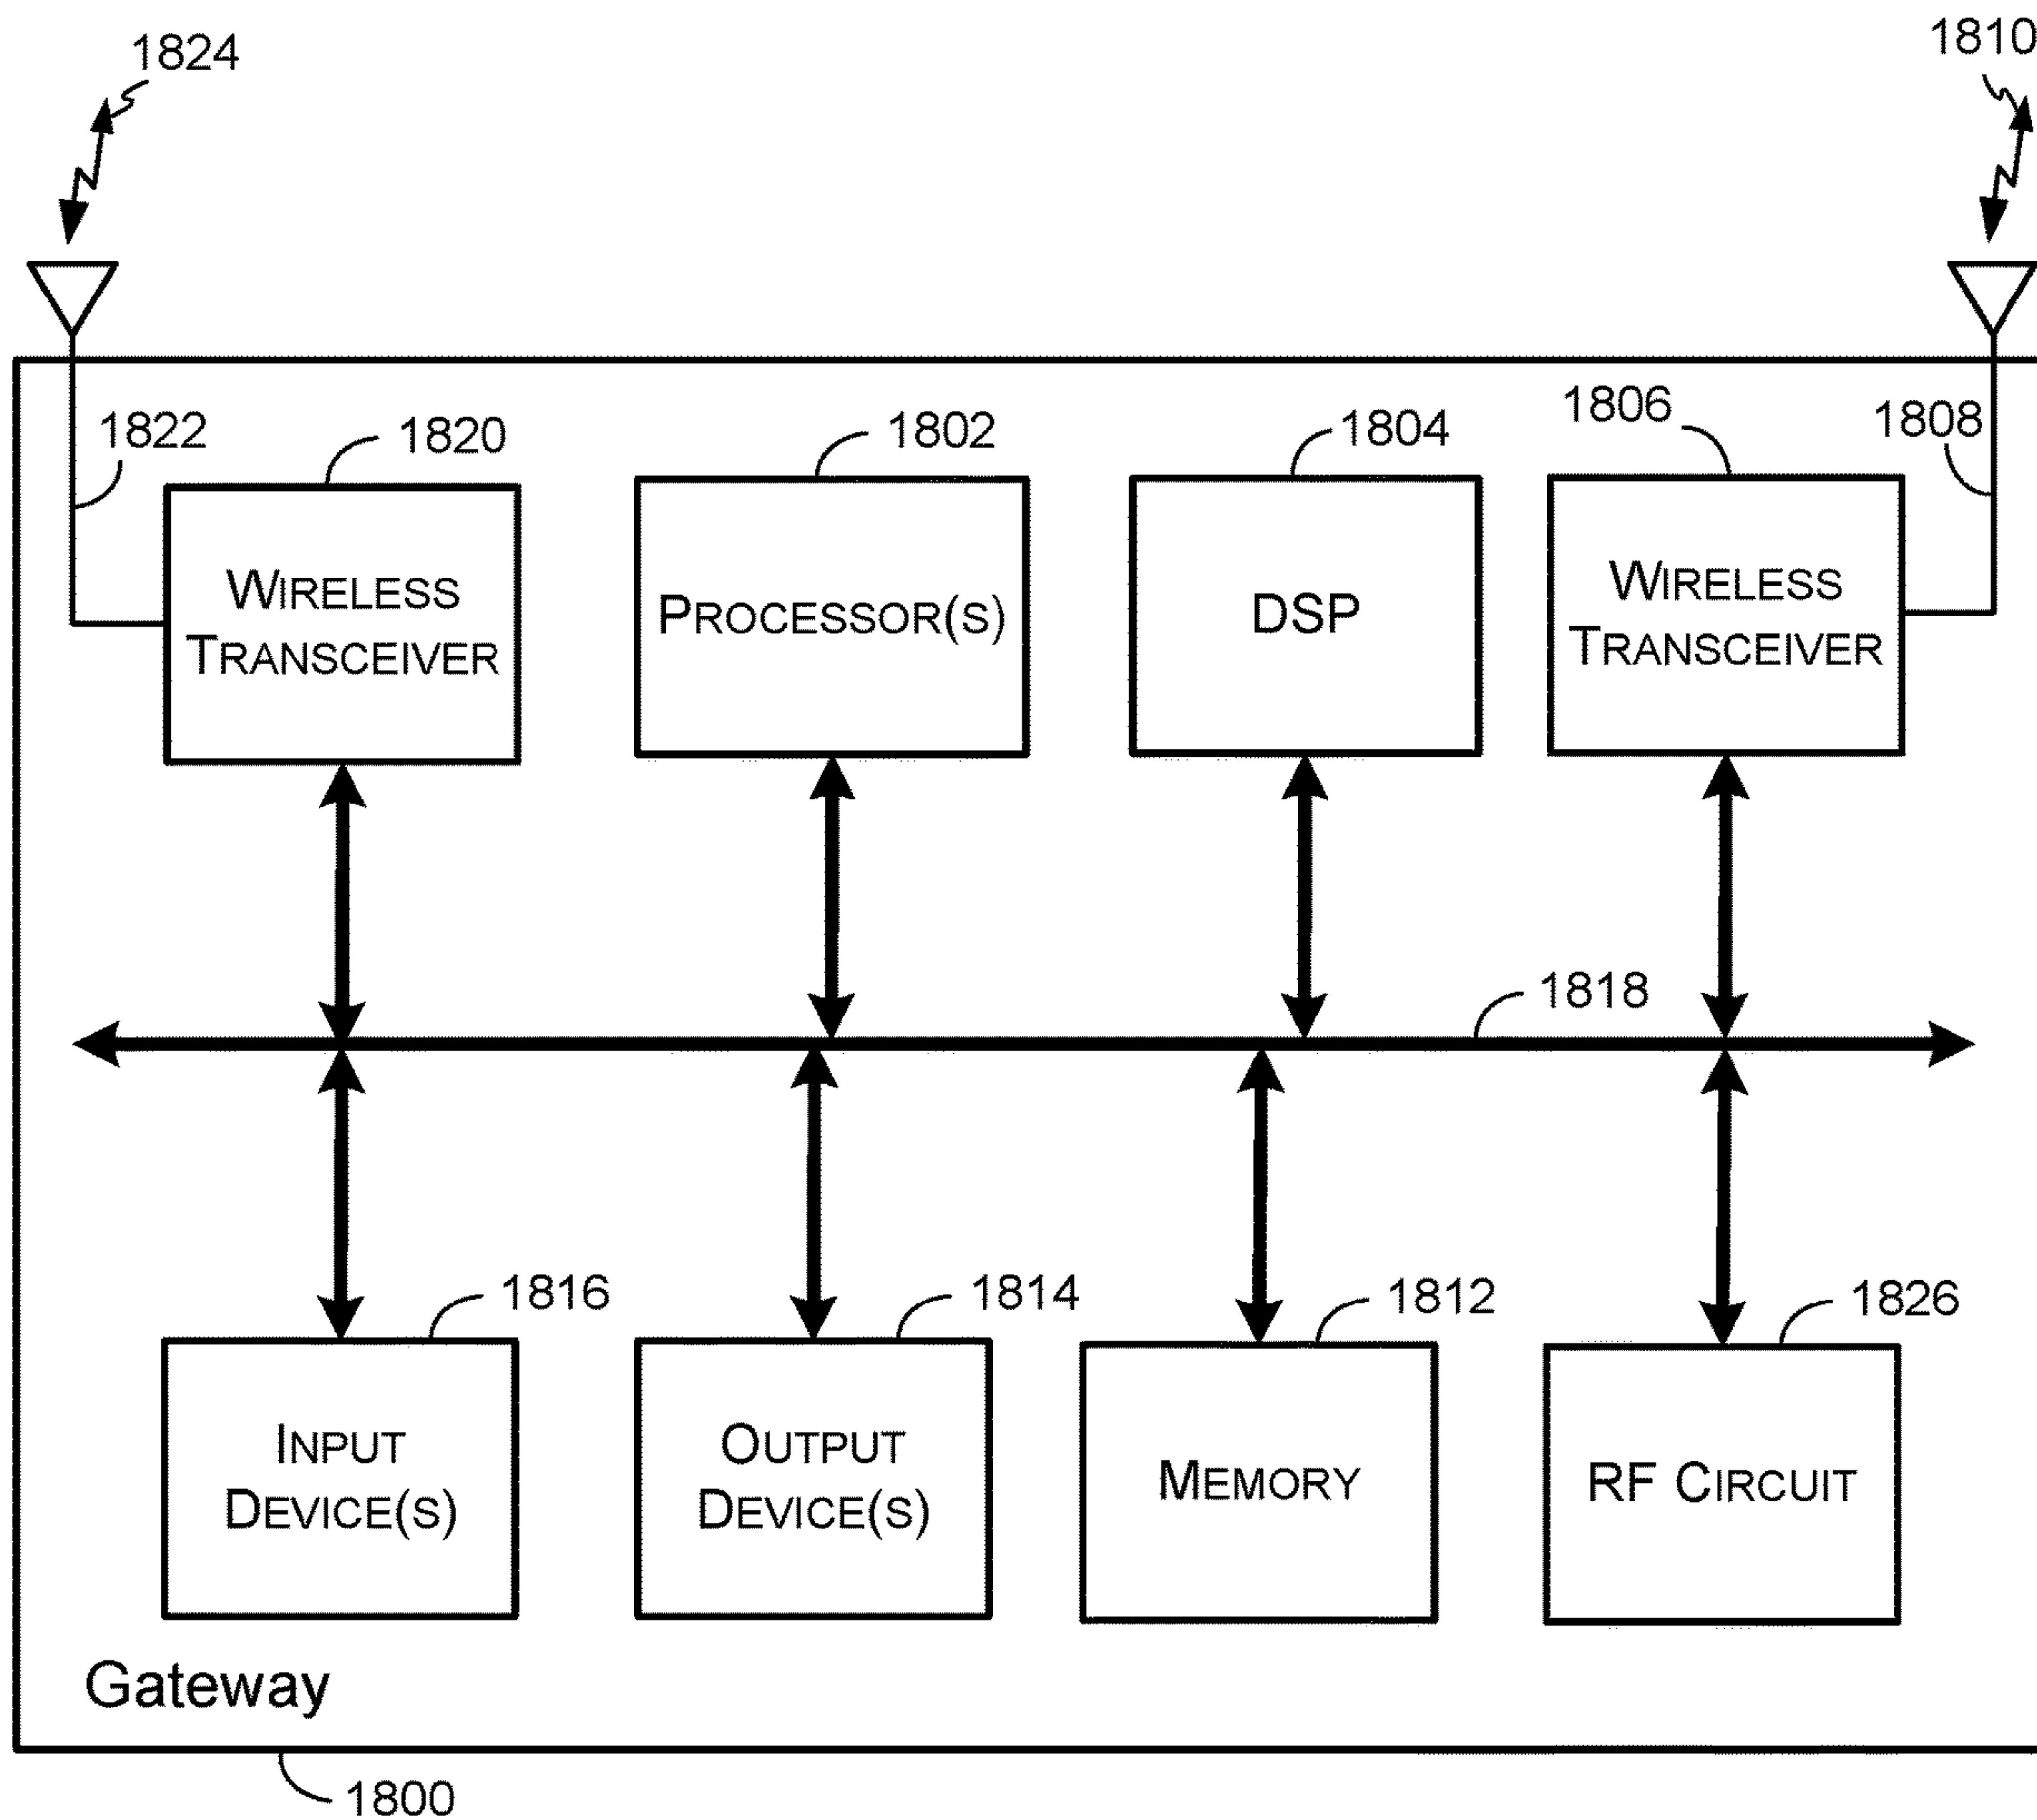 1824
1810
1822
1820
1802
1804
1806
1808
WIRELESS
TRANSCEIVER
PROCESSOR(S)
DSP
WIRELESS
TRANSCEIVER
1818
1816
1814
1812
1826
INPUT
DEVICE(S)
OUTPUT
DEVICE(S)
MEMORY
RF CIRCUIT
Gateway
1800